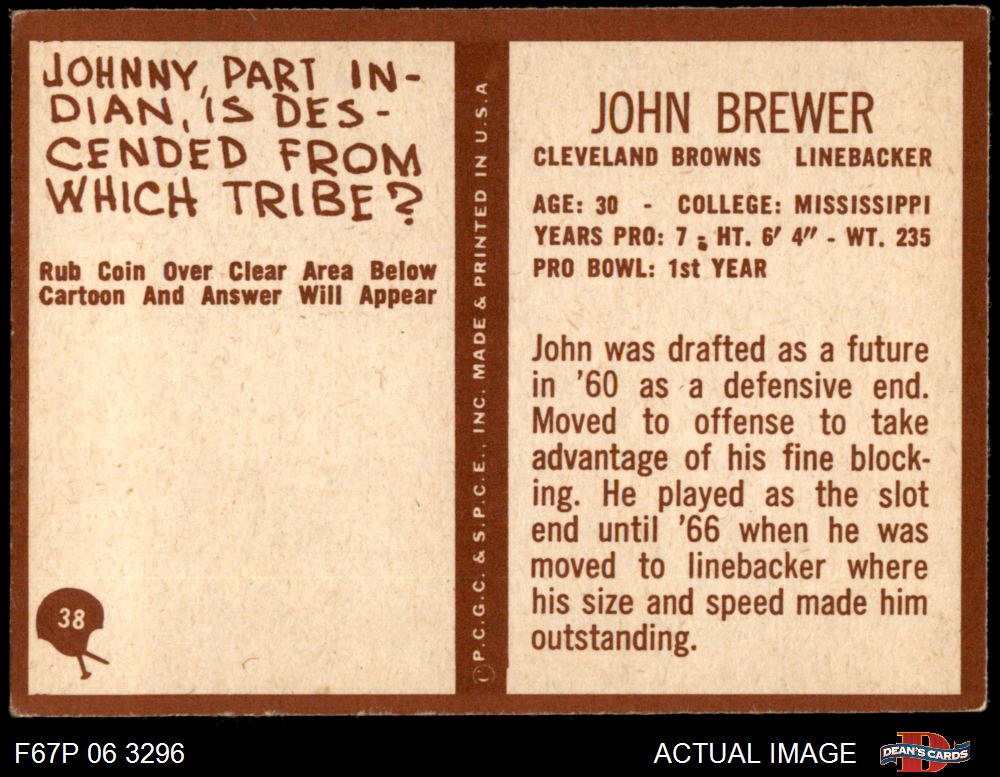 JOHNNY, PART IN-
DIAN, IS DES-
CENDED FROM
WHICH TRIBE?
Rub Coin Over Clear Area Below
Cartoon And Answer Will Appear
38
©P.C.G.C. & S.P.C.E., INC. MADE & PRINTED IN U.S.A
JOHN BREWER
CLEVELAND BROWNS LINEBACKER
AGE: 30 - COLLEGE: MISSISSIPPI
YEARS PRO: 7 - HT. 6' 4" - WT. 235
PRO BOWL: 1st YEAR
John was drafted as a future
in '60 as a defensive end.
Moved to offense to take
advantage of his fine block-
ing. He played as the slot
end until '66 when he was
moved to linebacker where
his size and speed made him
outstanding.
F67P 06 3296
ACTUAL IMAGE
D
DEAN'S CARDS